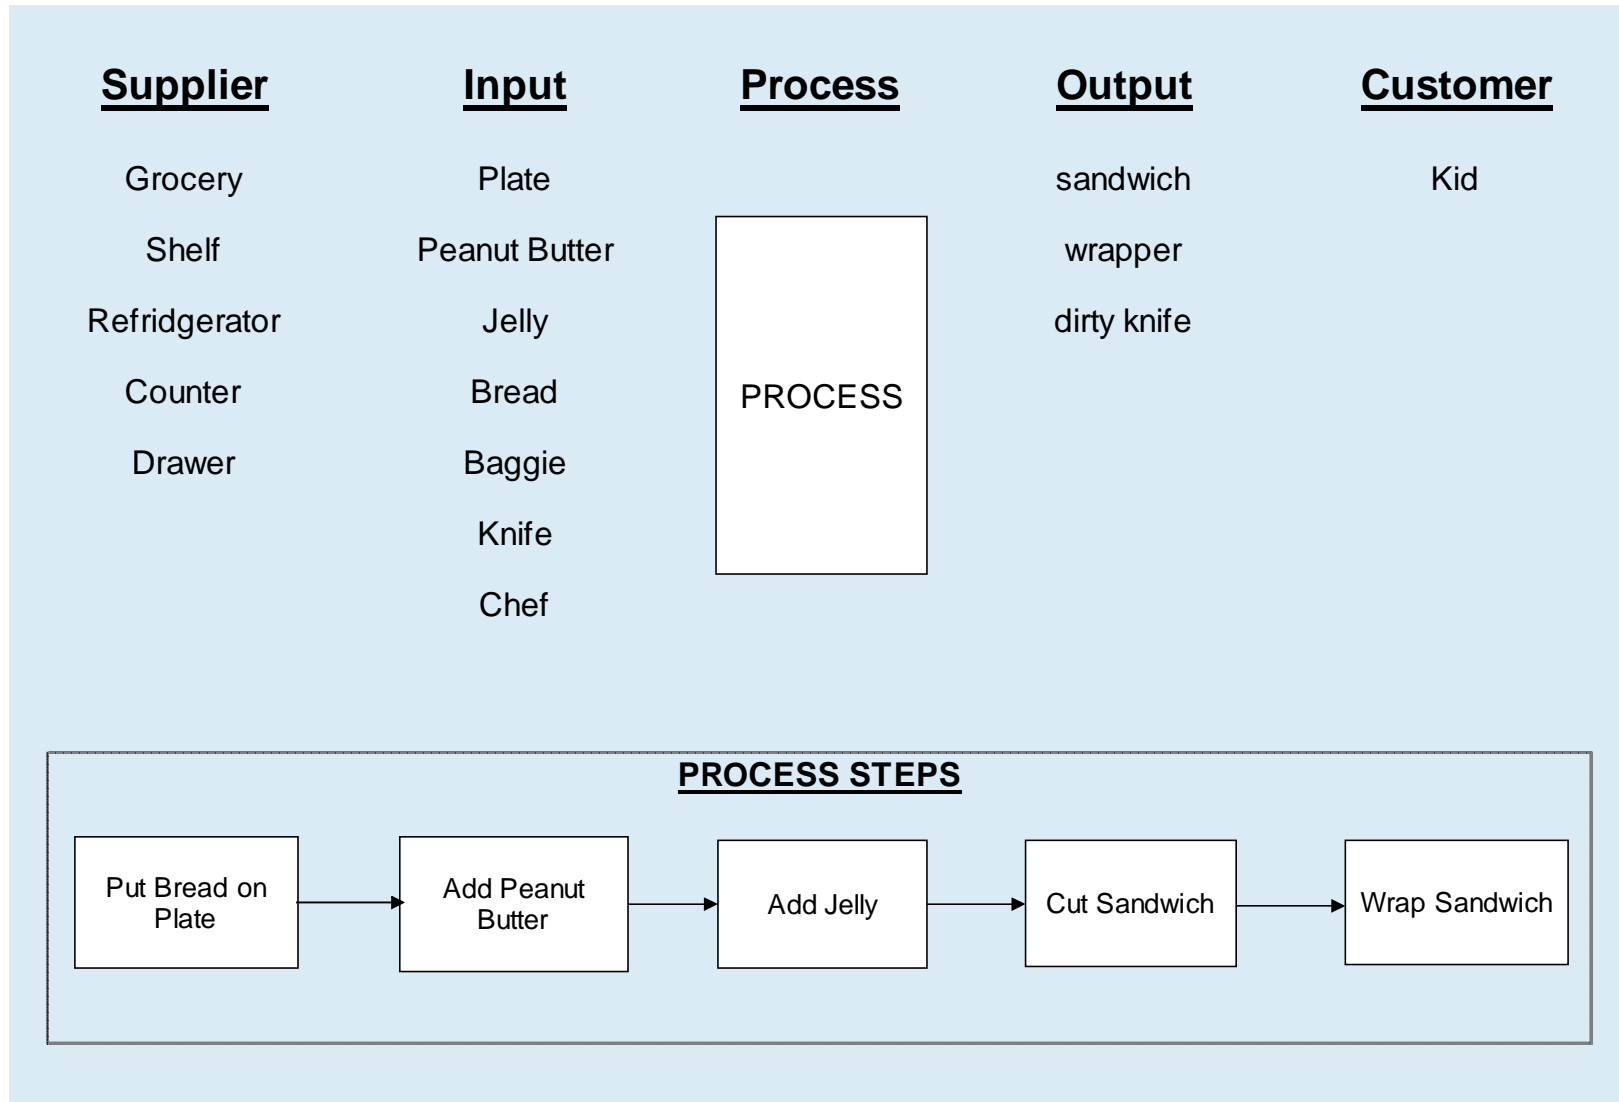 Supplier Input Process Output Customer
Grocery Plate sandwich Kid
Shelf Peanut Butter wrapper
Refridgerator Jelly dirty knife
Counter Bread PROCESS
Drawer Baggie
Knife
Chef
PROCESS STEPS
Put Bread on
Plate
Add Peanut
Butter
Add Jelly
Cut Sandwich
Wrap Sandwich